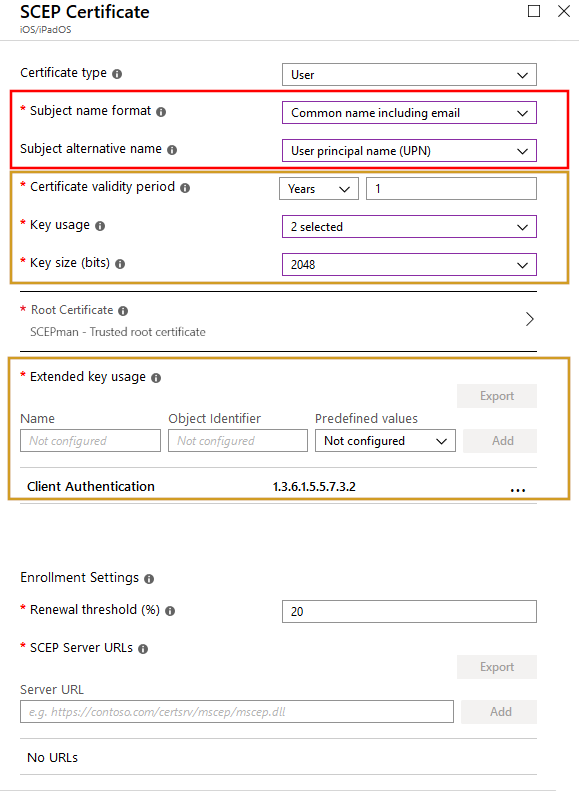 SCEP Certificate
iOS/iPadOS
Certificate type
User
* Subject name format
Common name including email
Subject alternative name
User principal name (UPN)
* Certificate validity period
Years
1
* Key usage
2 selected
* Key size (bits)
2048
* Root Certificate
SCEPman - Trusted root certificate
* Extended key usage
Export
Name Object Identifier Predefined values
Not configured Not configured Not configured Add
Client Authentication 1.3.6.1.5.5.7.3.2 ...
Enrollment Settings
* Renewal threshold (%)
20
* SCEP Server URLs
Export
Server URL
e.g. https://contoso.com/certsrv/mscep/mscep.dll Add
No URLs